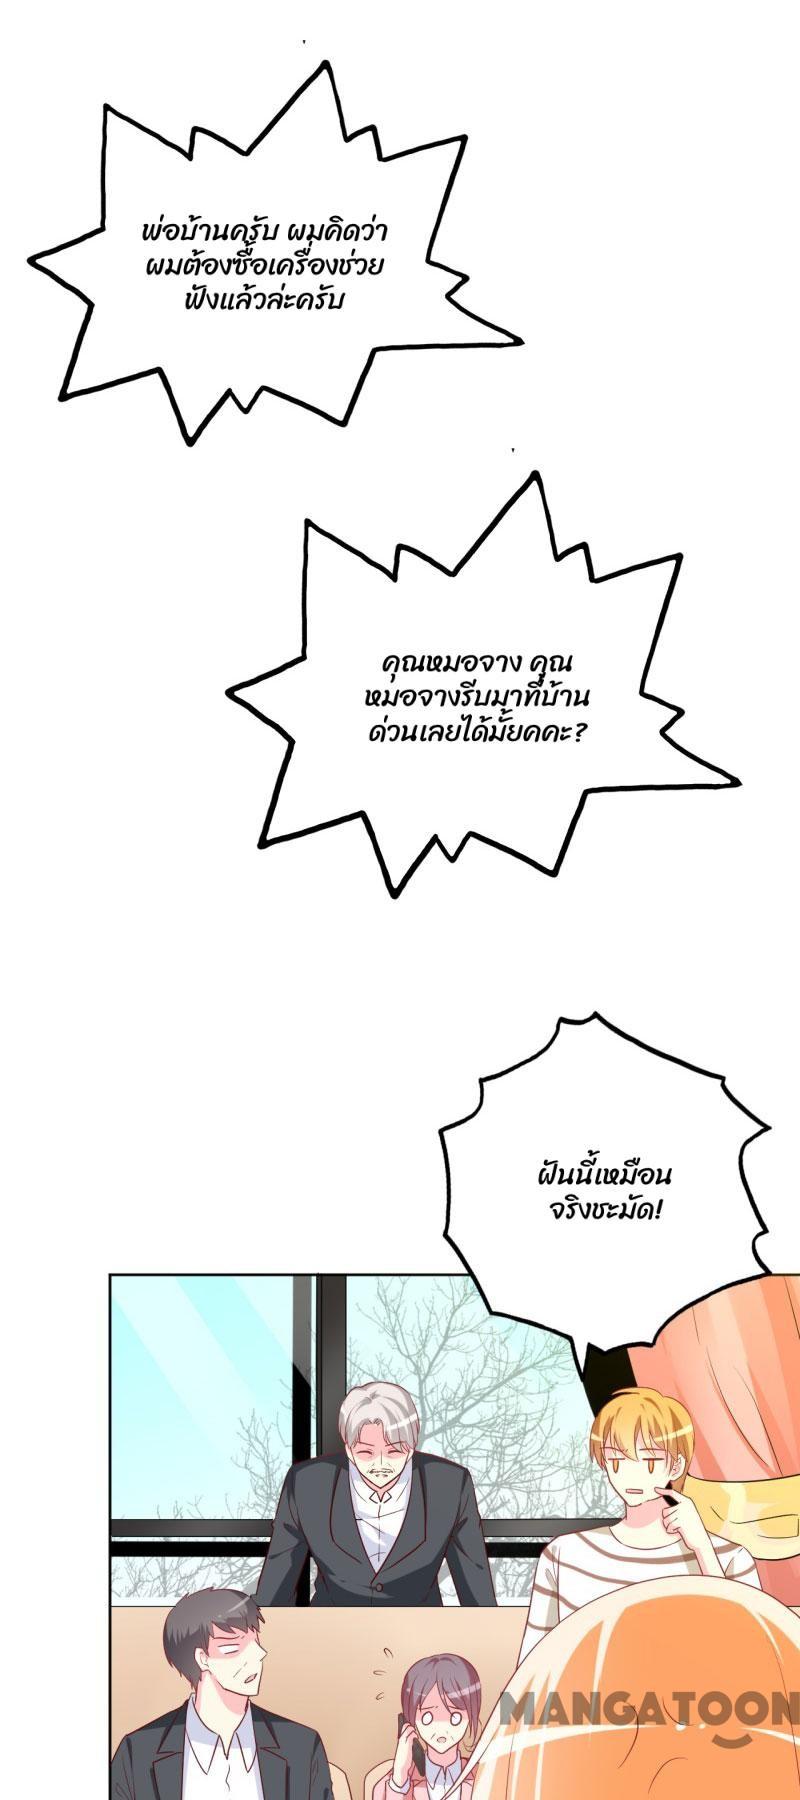 พ่อบ้านครับ ผมคิดว่า
ผมต้องซื้อเครื่องช่วย
ฟังแล้วล่ะครับ
คุณหมอจาง คุณ
หมอจางรีบมาที่บ้าน
ด่วนเลยได้มั้ยคคะ?
ฝันนี้เหมือน
จริงชะมัด!
MANGATOON